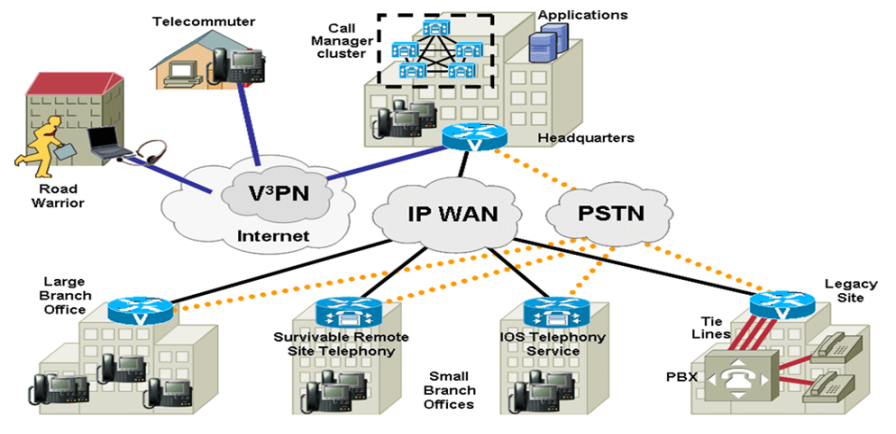 Telecommuter
Call
Manager
cluster
Applications
Headquarters
Road
Warrior
V³PN
Internet
IP WAN
PSTN
Large
Branch
Office
Survivable Remote
Site Telephony
IOS Telephony
Service
Small
Branch
Offices
Legacy
Site
Tie
Lines
PBX
V
V
V